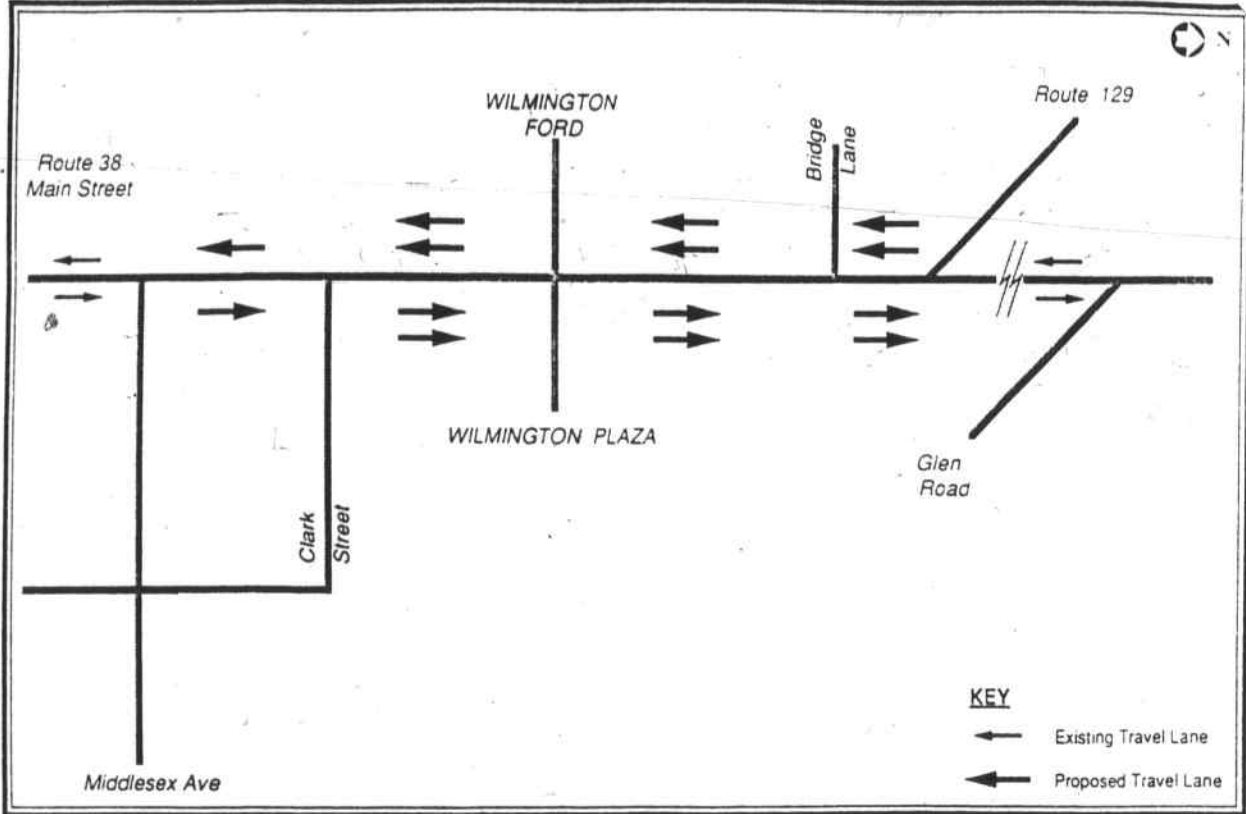 N
Route 129
WILMINGTON
FORD
Bridge
Lane
Route 38
Main Street
WILMINGTON PLAZA
Glen
Road
Clark
Street
Middlesex Ave
KEY
Existing Travel Lane
Proposed Travel Lane